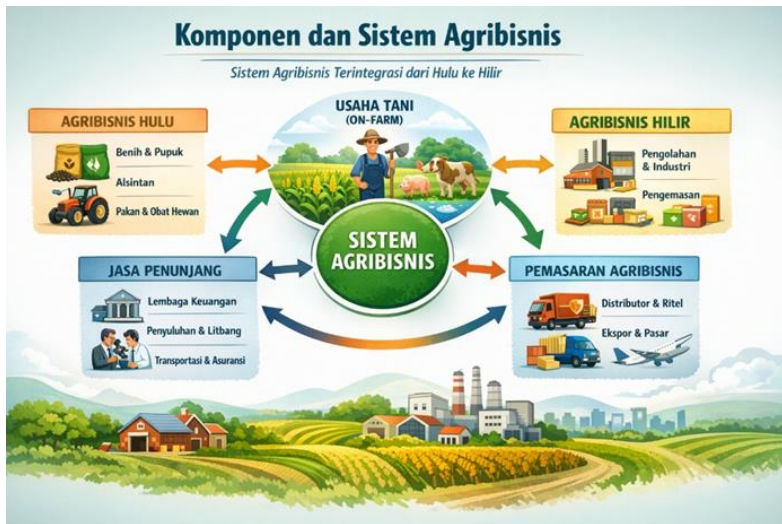 Komponen dan Sistem Agribisnis
Sistem Agribisnis Terintegrasi dari Hulu ke Hilir
USAHA TANI
(ON-FARM)
AGRIBISNIS HULU
Benih & Pupuk
Alsintan
Pakan & Obat Hewan
AGRIBISNIS HILIR
Pengolahan
& Industri
Pengemasan
SISTEM
AGRIBISNIS
JASA PENUNJANG
Lembaga Keuangan
Penyuluhan & Litbang
Transportasi & Asuransi
PEMASARAN AGRIBISNIS
Distributor & Ritel
Ekspor & Pasar